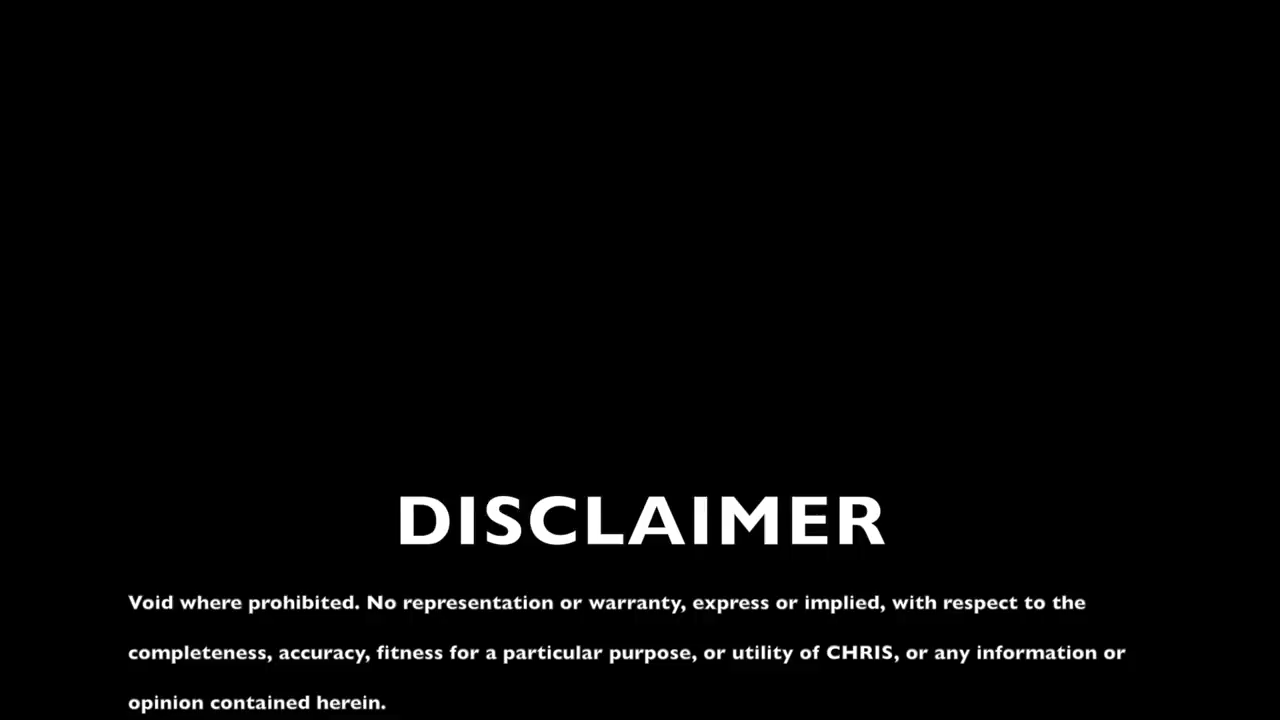 DISCLAIMER
Void where prohibited. No representation or warranty, express or implied, with respect to the
completeness, accuracy, fitness for a particular purpose, or utility of CHRIS, or any information or
opinion contained herein.